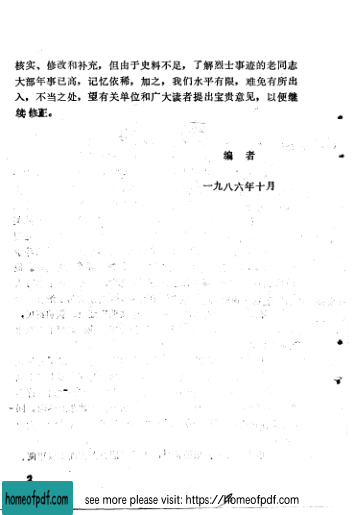 核实、修改和补充，但由于史料不足，了解烈士事迹的老同志
大部年事已高，记忆依稀，加之，我们水平有限，难免有所出
入，不当之处，望有关单位和广大读者提出宝贵意见，以便继
续修正。
编 者
一九八六年十月
2
homeofpdf.com
see more please visit: https://homeofpdf.com